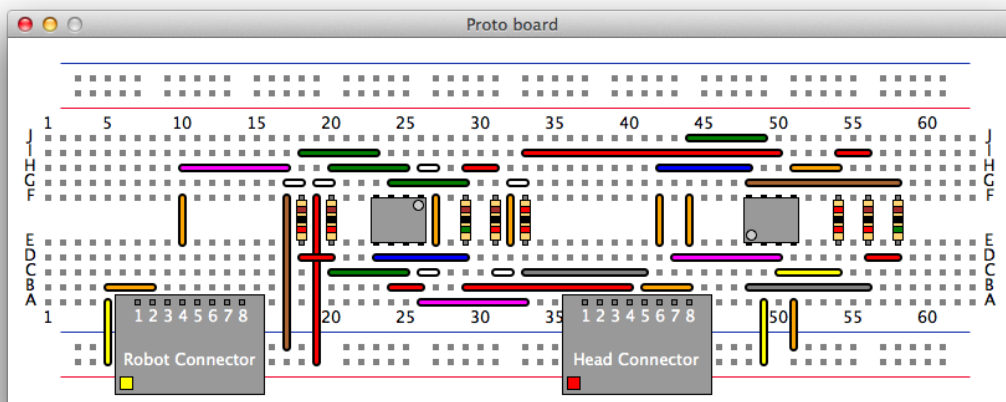 Proto board
1 5 10 15 20 25 30 35 40 45 50 55 60
J J
I I
H H
G G
F F
E E
D D
C C
B B
A A
1 2 3 4 5 6 7 8 1 2 3 4 5 6 7 8
1 20 25 30 35 50 55 60
Robot Connector Head Connector